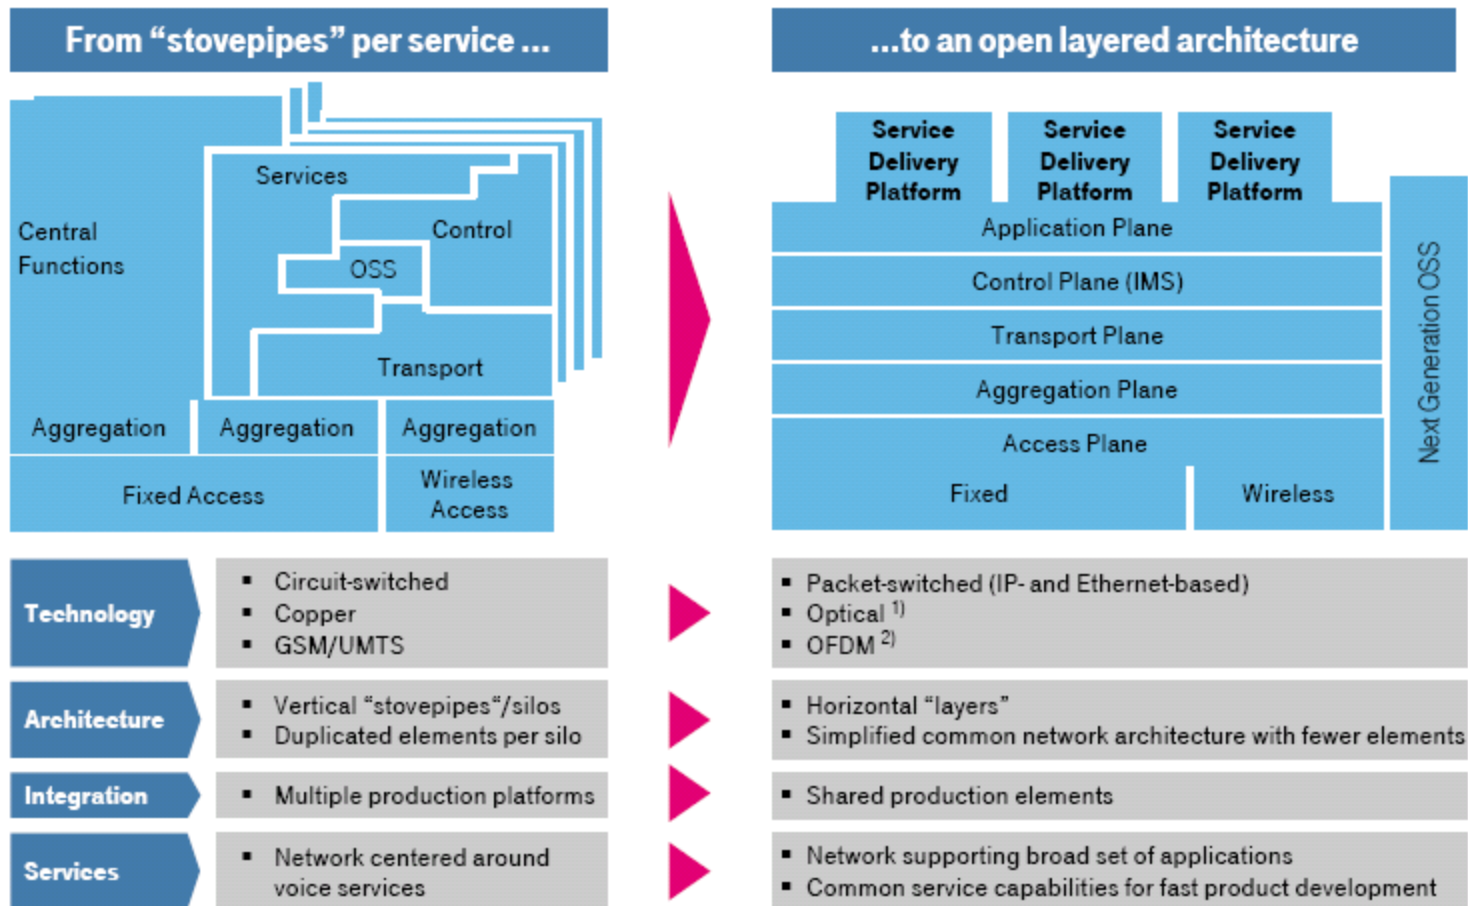 From “stovepipes” per service ...
...to an open layered architecture
Services
Central
Functions
Control
OSS
Transport
Aggregation
Aggregation
Aggregation
Fixed Access
Wireless
Access
Service
Delivery
Platform
Service
Delivery
Platform
Service
Delivery
Platform
Application Plane
Control Plane (IMS)
Transport Plane
Aggregation Plane
Access Plane
Fixed
Wireless
Next Generation OSS
Technology
▪ Circuit-switched
▪ Copper
▪ GSM/UMTS
▪ Packet-switched (IP- and Ethernet-based)
▪ Optical 1)
▪ OFDM 2)
Architecture
▪ Vertical “stovepipes“/silos
▪ Duplicated elements per silo
▪ Horizontal “layers”
▪ Simplified common network architecture with fewer elements
Integration
▪ Multiple production platforms
▪ Shared production elements
Services
▪ Network centered around
voice services
▪ Network supporting broad set of applications
▪ Common service capabilities for fast product development